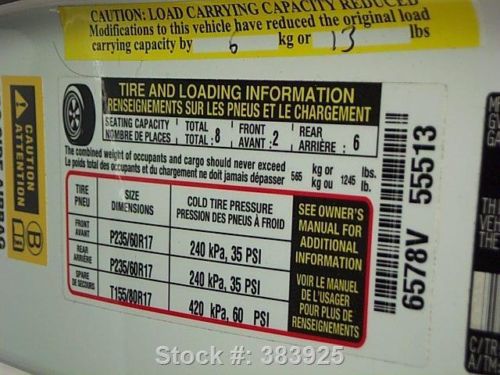 CAUTION: LOAD CARRYING CAPACITY REDUCED
Modifications to this vehicle have reduced the original load
carrying capacity by 6 kg or 13 lbs
TIRE AND LOADING INFORMATION
RENSEIGNEMENTS SUR LES PNEUS ET LE CHARGEMENT
SEATING CAPACITY TOTAL FRONT REAR
NOMBRE DE PLACES TOTAL : 8 AVANT : 2 ARRIÈRE : 6
The combined weight of occupants and cargo should never exceed 565 kg or 1245 lbs.
Le poids total des occupants et du chargement ne doit jamais dépasser kg ou lb.
TIRE
PNEU
SIZE
DIMENSIONS
COLD TIRE PRESSURE
PRESSION DES PNEUS À FROID
FRONT
AVANT
P235/60R17
240 kPa, 35 PSI
REAR
ARRIÈRE
P235/60R17
240 kPa, 35 PSI
SPARE
DE SECOURS
T155/80R17
420 kPa, 60 PSI
SEE OWNER'S
MANUAL FOR
ADDITIONAL
INFORMATION
VOIR LE MANUEL
DE L'USAGER
POUR PLUS DE
RENSEIGNEMENTS
6578V 55513
CAUTION
ATTENTION
B
C/TR
A/TR
Stock #: 383925